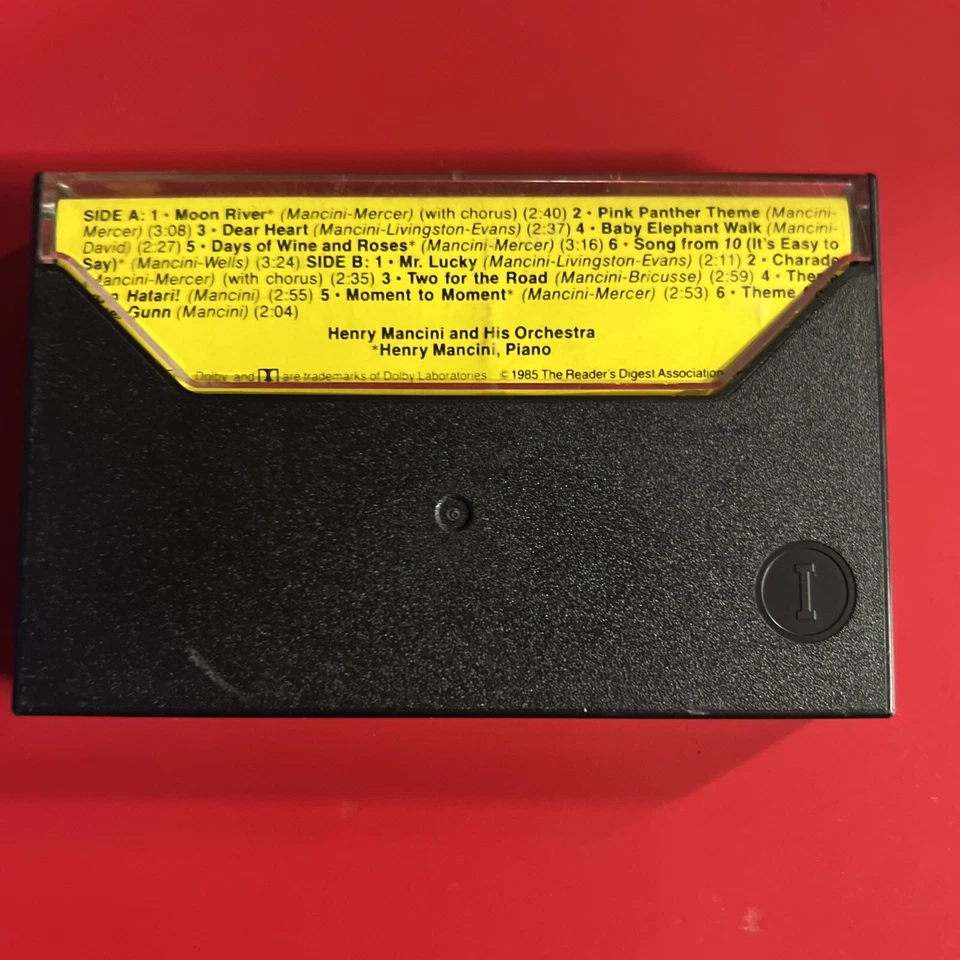 SIDE A: 1 • Moon River* (Mancini-Mercer) (with chorus) (2:40) 2 • Pink Panther Theme (Mancini-
Mercer) (3:08) 3 • Dear Heart (Mancini-Livingston-Evans) (2:37) 4 • Baby Elephant Walk (Mancini-
David) (2:27) 5 • Days of Wine and Roses* (Mancini-Mercer) (3:16) 6 • Song from 10 (It's Easy to
Say)* (Mancini-Wells) (3:24) SIDE B: 1 • Mr. Lucky (Mancini-Livingston-Evans) (2:11) 2 • Charade
Mancini-Mercer) (with chorus) (2:35) 3 • Two for the Road (Mancini-Bricusse) (2:59) 4 •
Hatari! (Mancini) (2:55) 5 • Moment to Moment* (Mancini-Mercer) (2:53) 6 • Theme
Gunn (Mancini) (2:04)
Henry Mancini and His Orchestra
*Henry Mancini, Piano
Dolby and are trademarks of Dolby Laboratories © 1985 The Reader's Digest Association
I